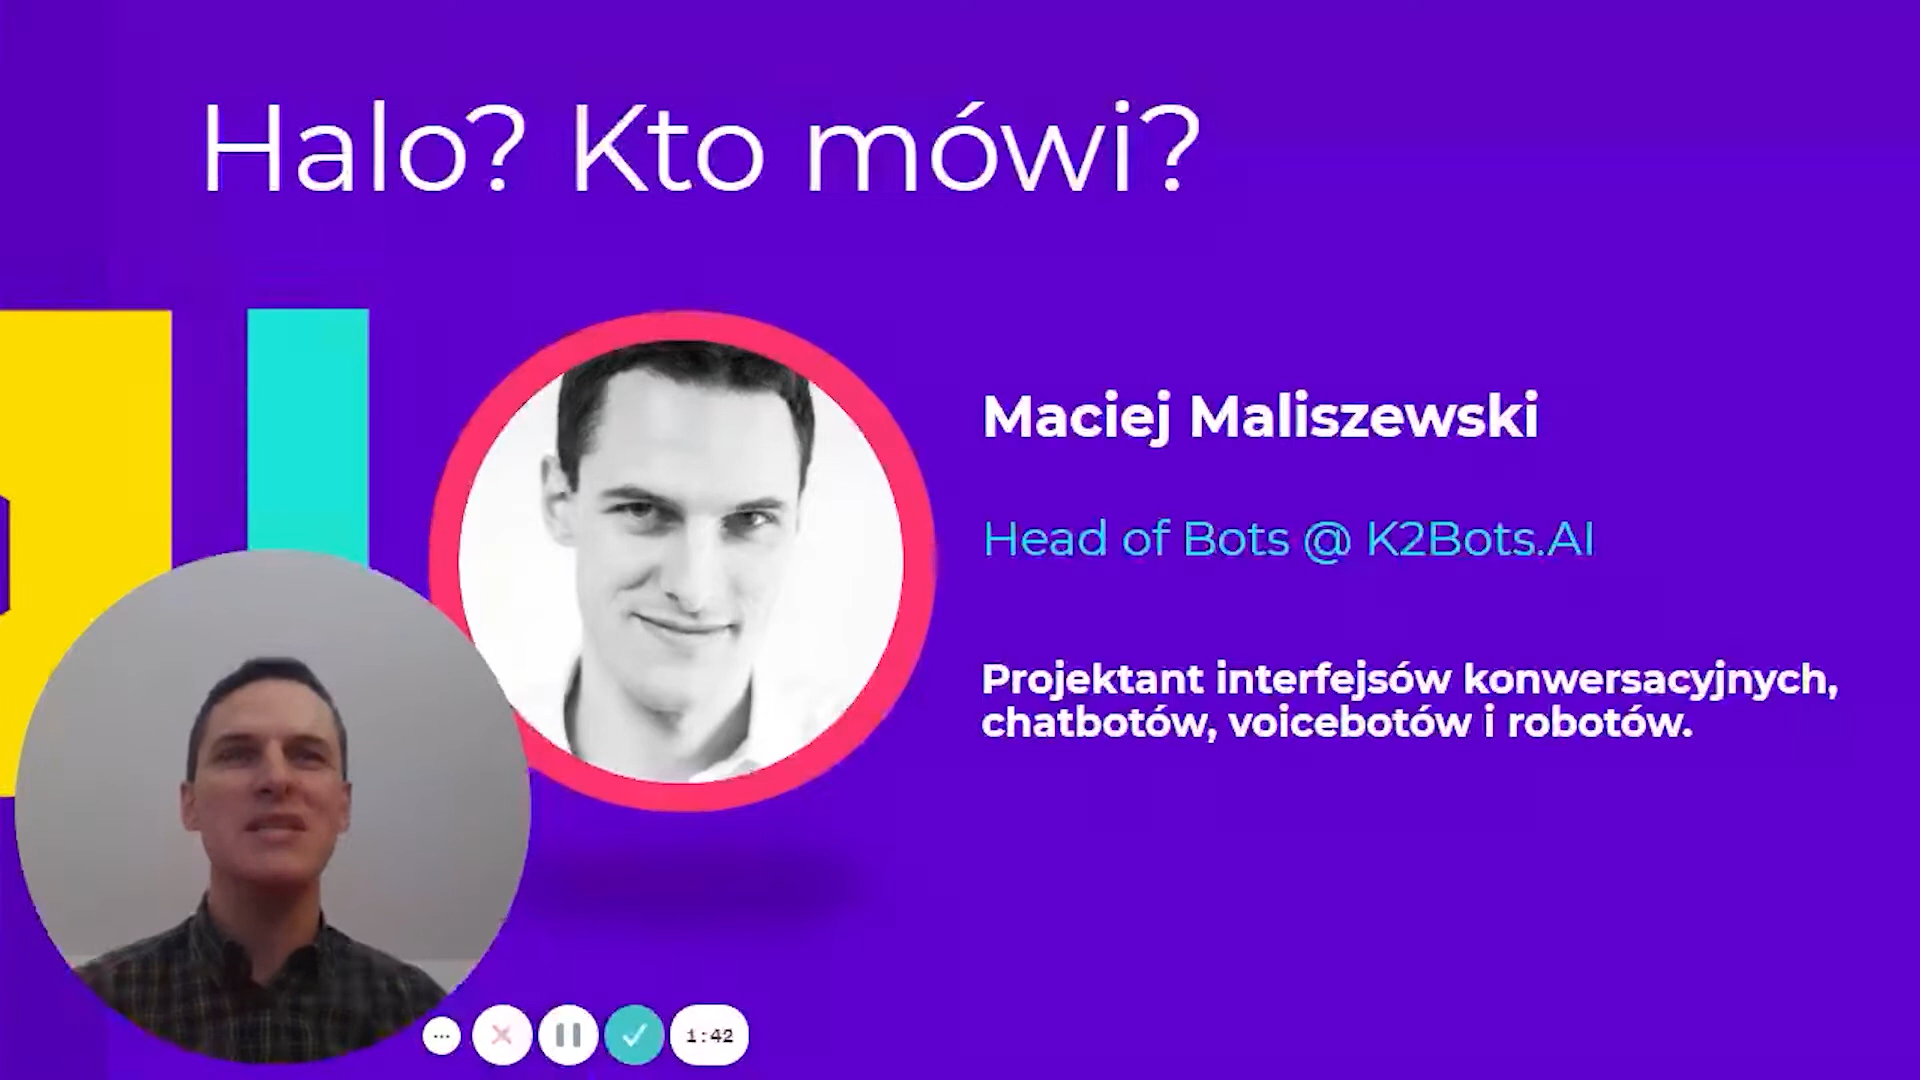 Halo? Kto mówi?
Maciej Maliszewski
Head of Bots @ K2Bots.AI
Projektant interfejsów konwersacyjnych,
chatbotów, voicebotów i robotów.
1:42